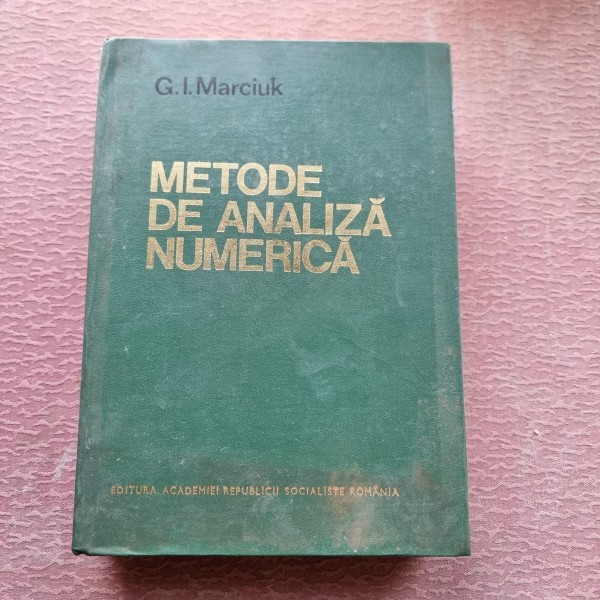 G.I.Marciuk
METODE
DE ANALIZĂ
NUMERICĂ
EDITURA ACADEMIEI REPUBLICII SOCIALISTE ROMÂNIA